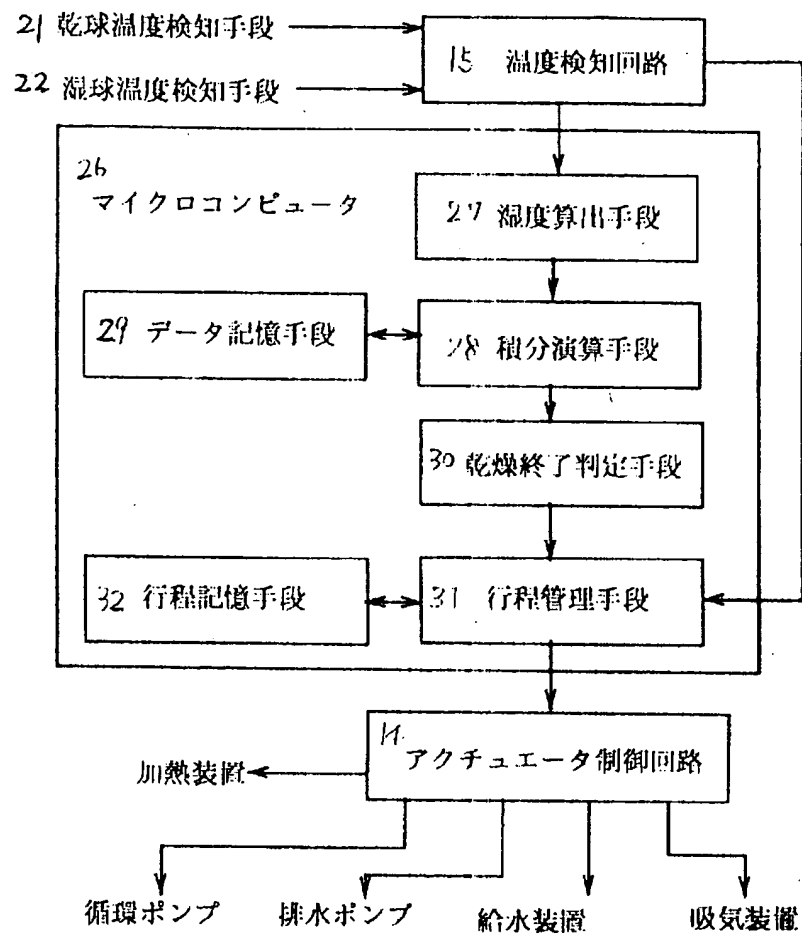 21 乾球温度検知手段
22 湿球温度検知手段
15 温度検知回路
26
マイクロコンピュータ
27 湿度算出手段
29 データ記憶手段
28 積分演算手段
30 乾燥終了判定手段
32 行程記憶手段
31 行程管理手段
アクチュエータ制御回路
加熱装置
循環ポンプ
排水ポンプ
給水装置
吸気装置